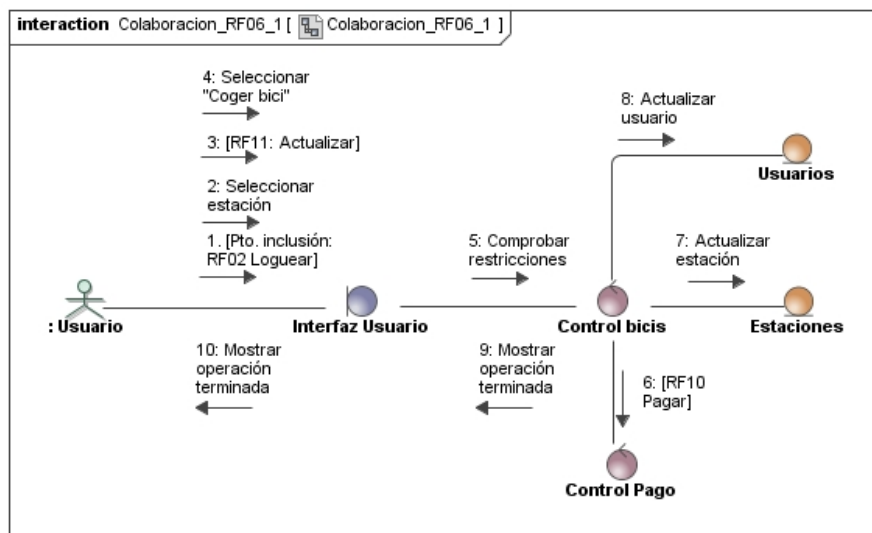 interaction Colaboracion_RF06_1 [ Colaboracion_RF06_1 ]
4: Seleccionar
"Coger bici"
3: [RF11: Actualizar]
2: Seleccionar
estación
1. [Pto. inclusión:
RF02 Loguear]
8: Actualizar
usuario
Usuarios
5: Comprobar
restricciones
7: Actualizar
estación
: Usuario
Interfaz Usuario
Control bicis
Estaciones
10: Mostrar
operación
terminada
9: Mostrar
operación
terminada
6: [RF10
Pagar]
Control Pago